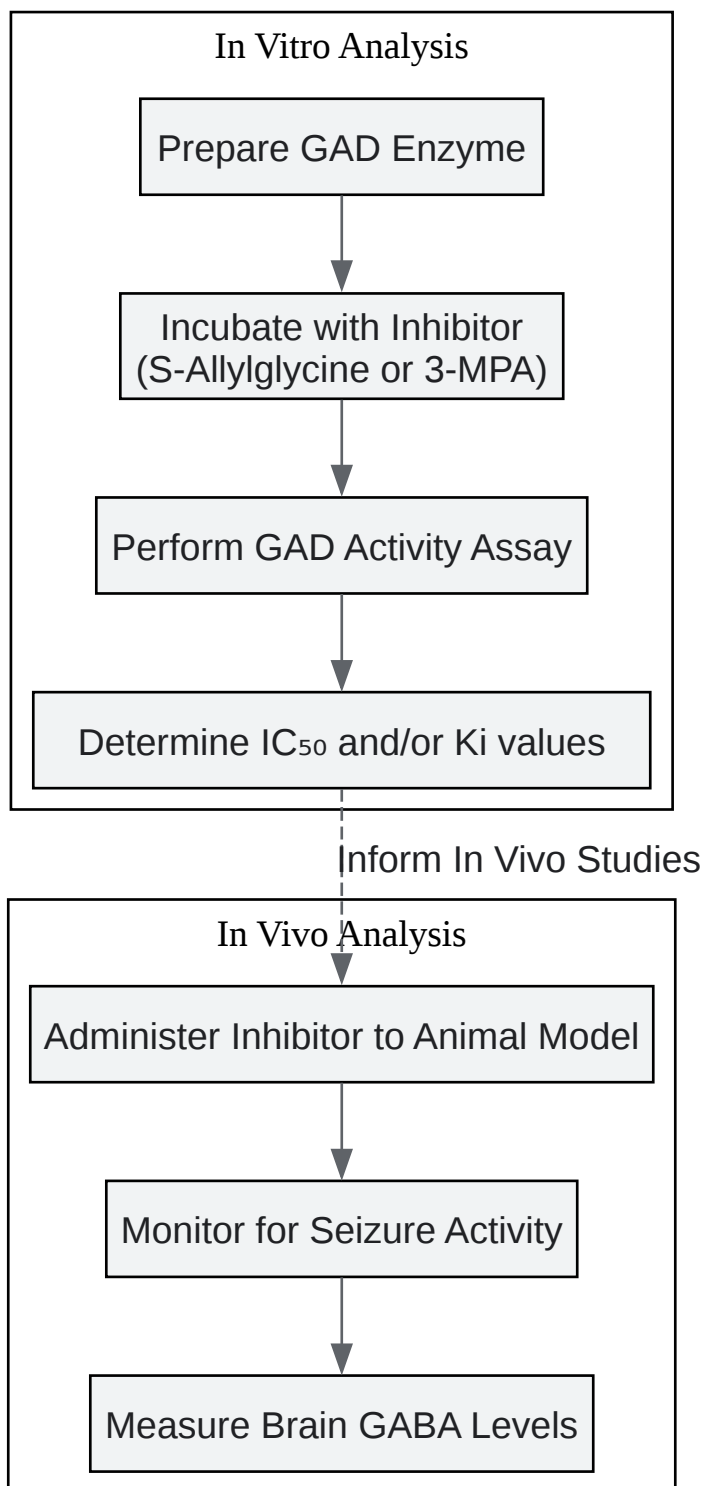 In Vitro Analysis
Prepare GAD Enzyme
Incubate with Inhibitor
(S-Allylglycine or 3-MPA)
Perform GAD Activity Assay
Determine IC₅₀ and/or Ki values
Inform In Vivo Studies
In Vivo Analysis
Administer Inhibitor to Animal Model
Monitor for Seizure Activity
Measure Brain GABA Levels